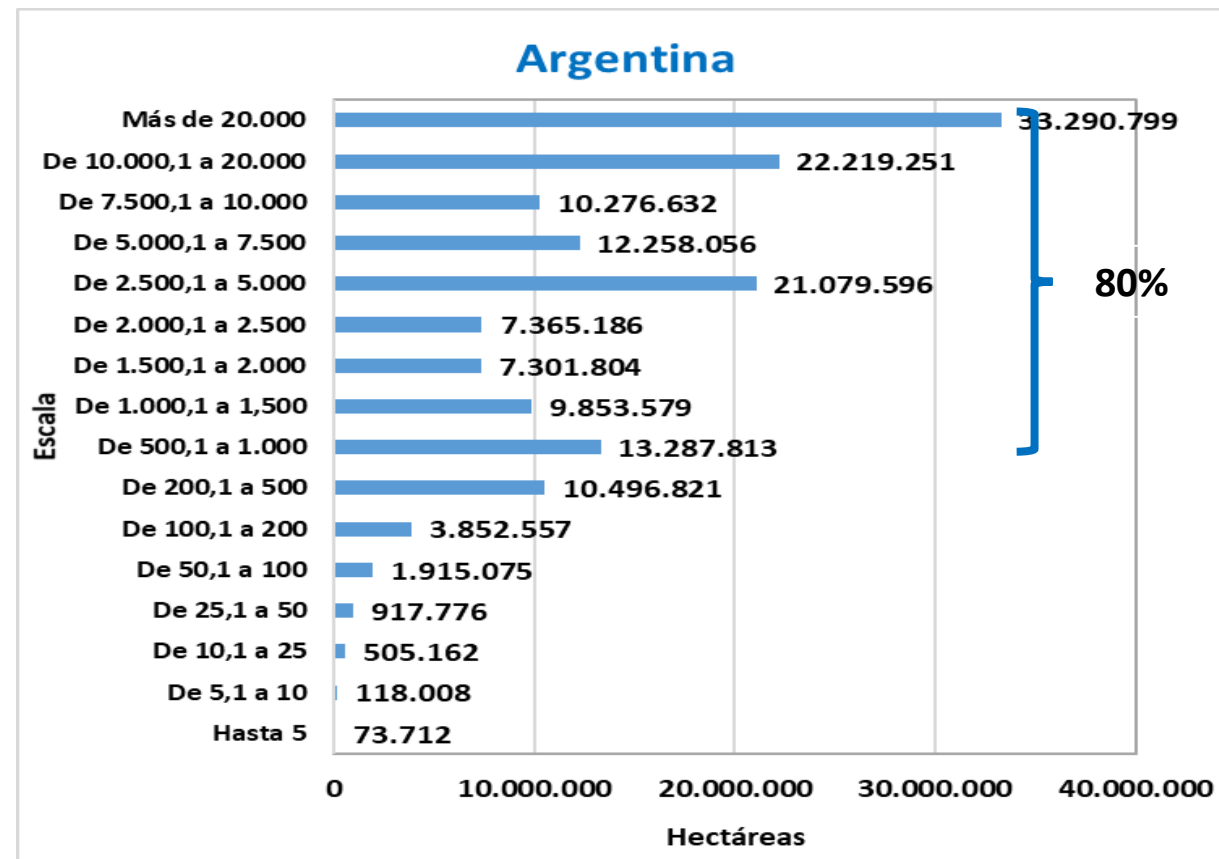 Argentina
Más de 20.000 33.290.799
De 10.000,1 a 20.000 22.219.251
De 7.500,1 a 10.000 10.276.632
De 5.000,1 a 7.500 12.258.056
De 2.500,1 a 5.000 21.079.596
80%
De 2.000,1 a 2.500 7.365.186
De 1.500,1 a 2.000 7.301.804
De 1.000,1 a 1,500 9.853.579
De 500,1 a 1.000 13.287.813
De 200,1 a 500 10.496.821
De 100,1 a 200 3.852.557
De 50,1 a 100 1.915.075
De 25,1 a 50 917.776
De 10,1 a 25 505.162
De 5,1 a 10 118.008
Hasta 5 73.712
Escala
0 10.000.000 20.000.000 30.000.000 40.000.000
Hectáreas